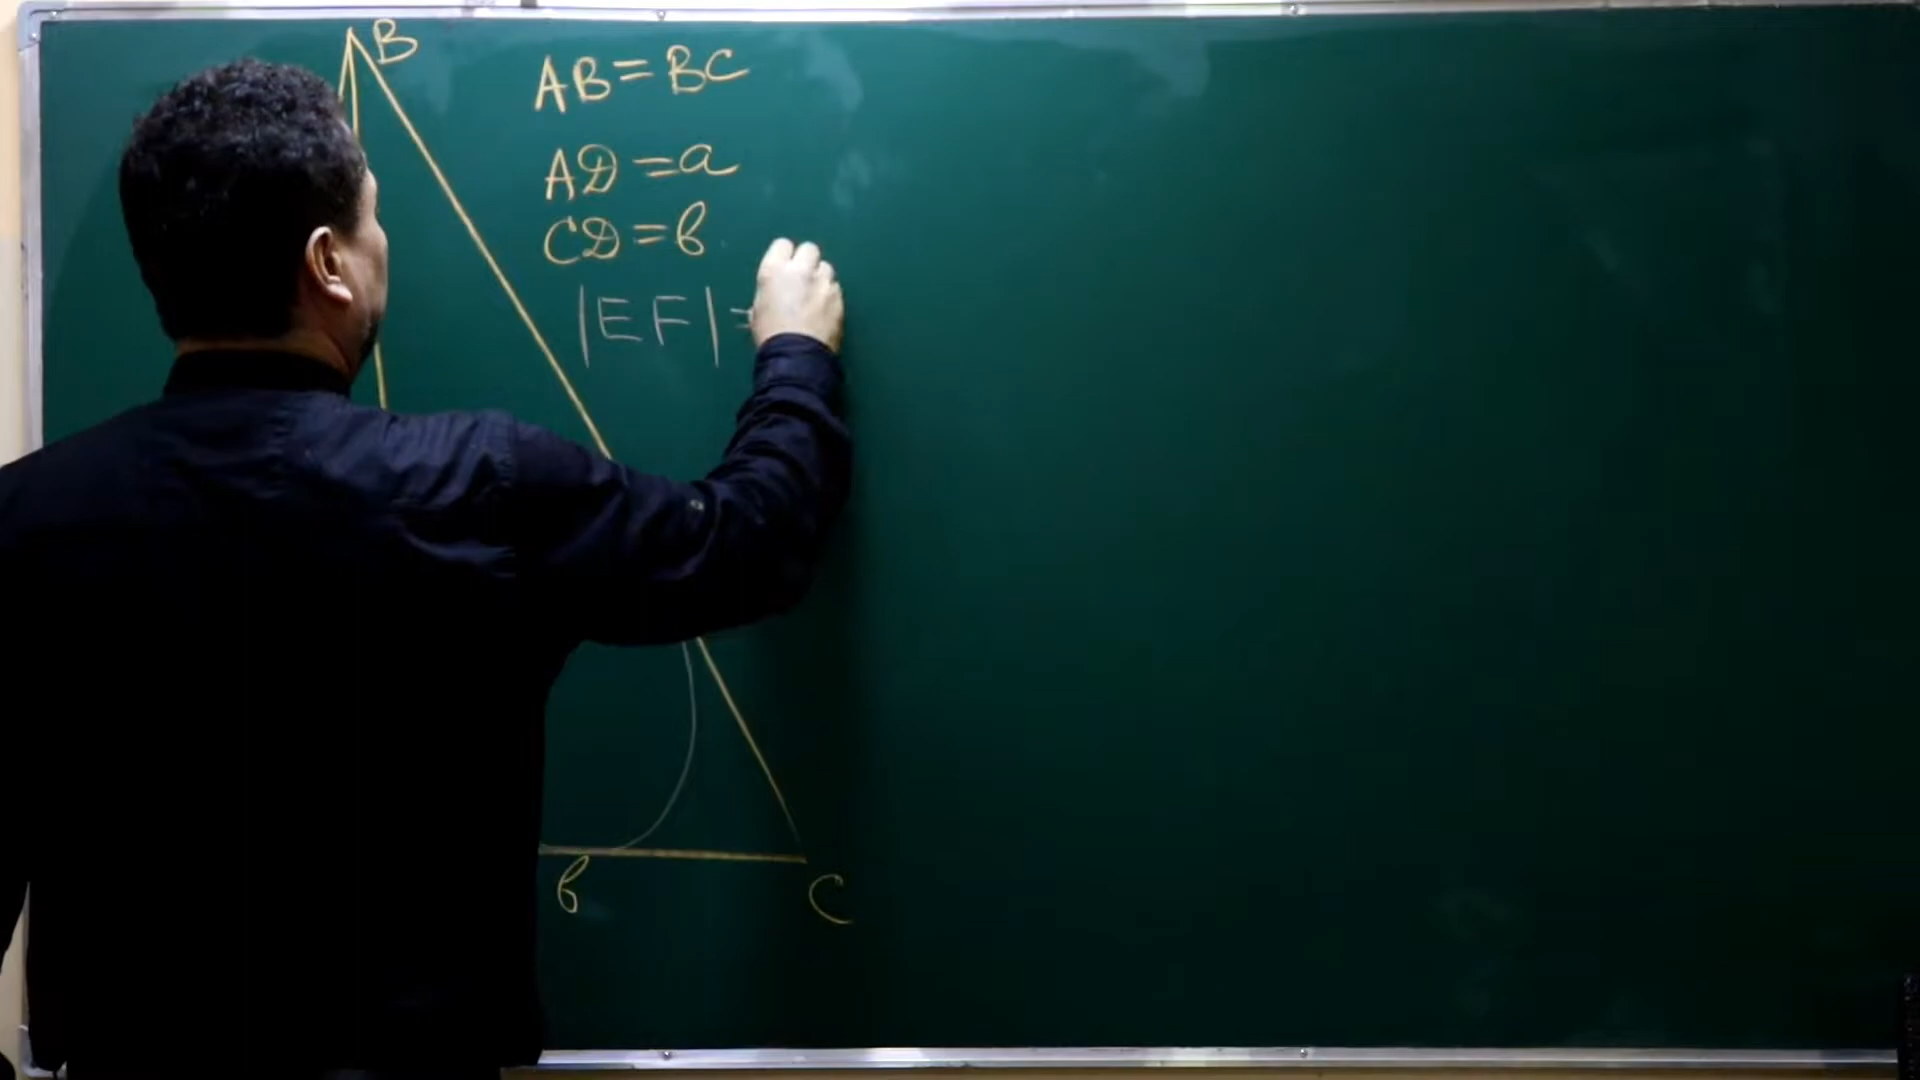 B
AB=BC
AD=a
CD=в
|EF|=
в
C